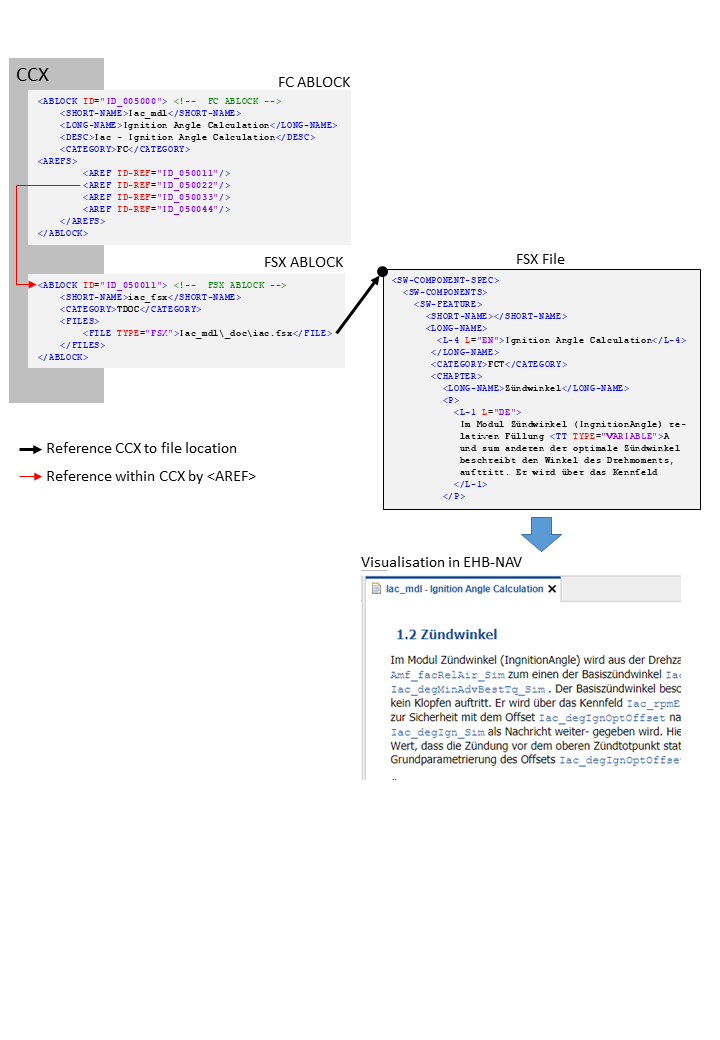 CCX
FC ABLOCK
<ABLOCK ID="ID_005000"> <!--  FC ABLOCK -->
<SHORT-NAME>Iac_mdl</SHORT-NAME>
<LONG-NAME>Ignition Angle Calculation</LONG-NAME>
<DESC>Iac - Ignition Angle Calculation</DESC>
<CATEGORY>FC</CATEGORY>
<AREFS>
<AREF ID-REF="ID_050011"/>
<AREF ID-REF="ID_050022"/>
<AREF ID-REF="ID_050033"/>
<AREF ID-REF="ID_050044"/>
</AREFS>
</ABLOCK>
FSX ABLOCK
<ABLOCK ID="ID_050011"> <!--  FSX ABLOCK -->
<SHORT-NAME>iac_fsx</SHORT-NAME>
<CATEGORY>TDOC</CATEGORY>
<FILES>
<FILE TYPE="FSX">Iac_mdl\_doc\iac.fsx</FILE>
</FILES>
</ABLOCK>
Reference CCX to file location
Reference within CCX by <AREF>
FSX File
<SW-COMPONENT-SPEC>
<SW-COMPONENTS>
<SW-FEATURE>
<SHORT-NAME></SHORT-NAME>
<LONG-NAME>
<L-4 L="EN">Ignition Angle Calculation</L-4>
</LONG-NAME>
<CATEGORY>FCT</CATEGORY>
<CHAPTER>
<LONG-NAME>Zündwinkel</LONG-NAME>
<P>
<L-1 L="DE">
Im Modul Zündwinkel (IngnitionAngle) re-
lativen Füllung <TT TYPE="VARIABLE">A
und zum anderen der optimale Zündwinkel
beschreibt den Winkel des Drehmoments,
auftritt. Er wird über das Kennfeld
</L-1>
</P>
Visualisation in EHB-NAV
Iac_mdl - Ignition Angle Calculation
1.2 Zündwinkel
Im Modul Zündwinkel (IngnitionAngle) wird aus der Drehza
Amf_facRelAir_Sim zum einen der Basiszündwinkel Iac
Iac_degMinAdvBestTq_Sim . Der Basiszündwinkel besc
kein Klopfen auftritt. Er wird über das Kennfeld Iac_rpmE
zur Sicherheit mit dem Offset Iac_degIgnOptOffset na
Iac_degIgn_Sim als Nachricht weiter- gegeben wird. Hie
Wert, dass die Zündung vor dem oberen Zündtotpunkt stat
Grundparametrierung des Offsets Iac_degIgnOptOffset